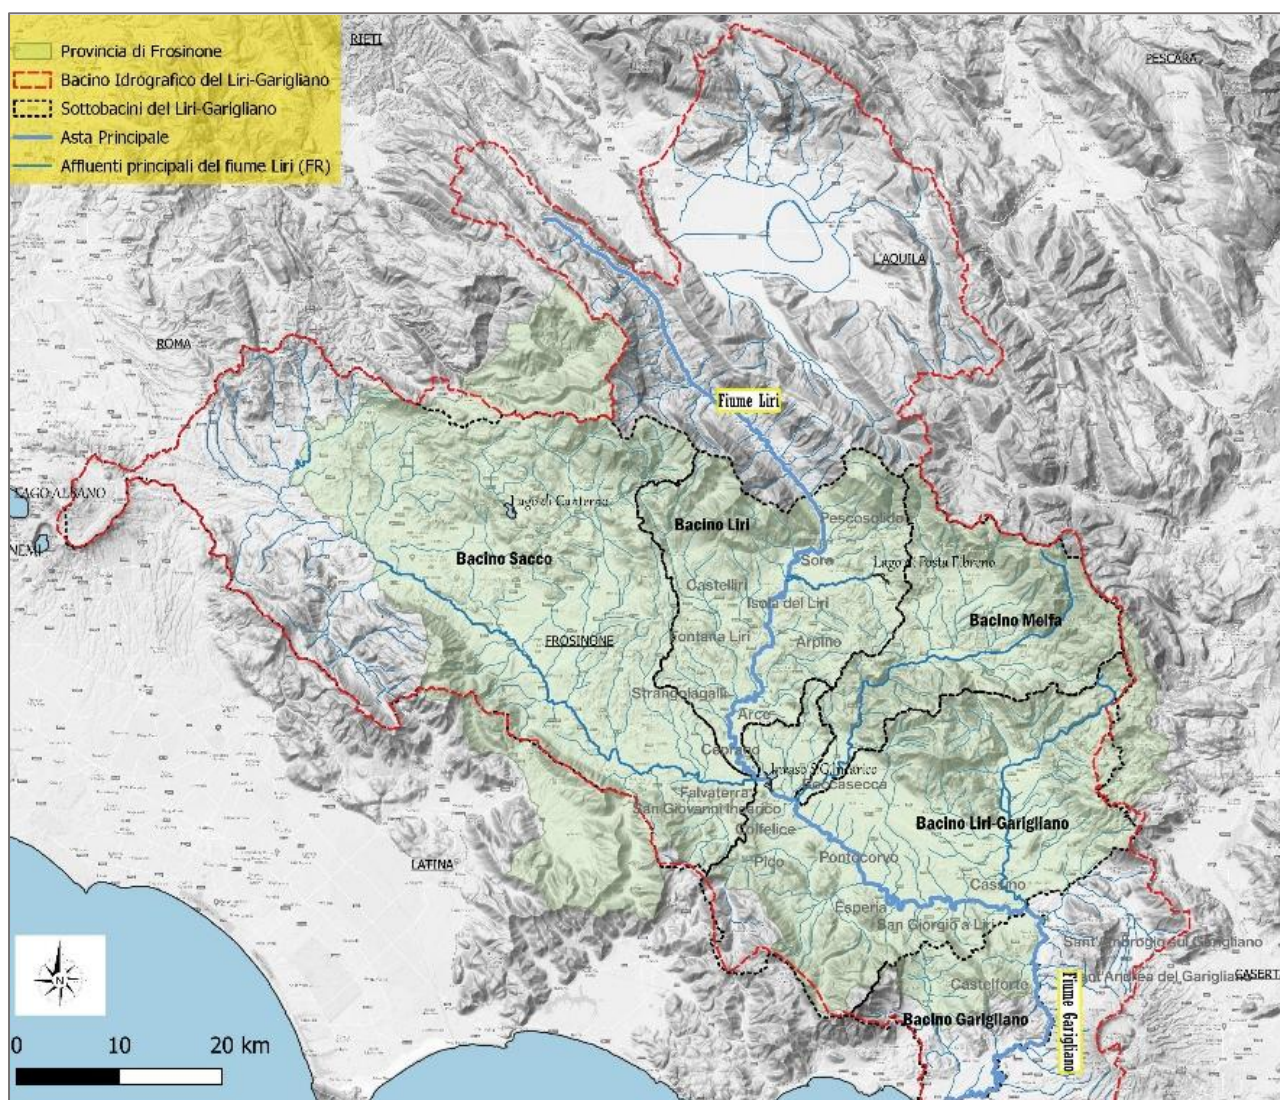 Provincia di Frosinone
Bacino Idrografico del Liri-Garigliano
Sottobacini del Liri-Garigliano
Asta Principale
Affluenti principali del fiume Liri (FR)
RIETI
PESCARA
L'AQUILA
ROMA
Fiume Liri
LAGO ALBANO
NEMI
Lago di Canterno
Bacino Liri
Pescosolido
Bacino Sacco
Sora
Lago di Posta Fibreno
Castelliri
Isola del Liri
Bacino Melfa
FROSINONE
Fontana Liri
Arpino
Strangolagalli
Arce
Ceprano
Invaso S.G. Incarico
Roccasecca
Falvaterra
San Giovanni Incarico
Colfelice
Bacino Liri-Garigliano
LATINA
Pico
Pontecorvo
Cassino
Esperia
San Giorgio a Liri
Sant'Ambrogio sul Garigliano
Sant'Andrea del Garigliano
CASERT
Castelforte
Bacino Garigliano
Fiume Garigliano
N
0 10 20 km